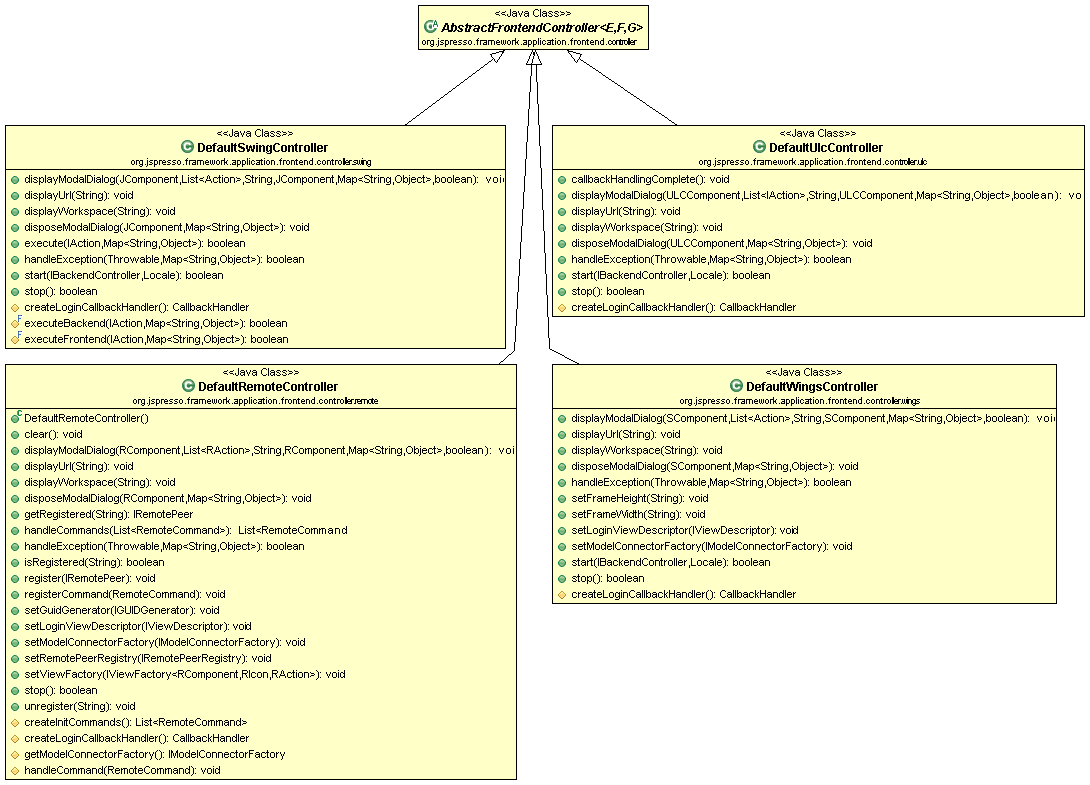 <<Java Class>>
AbstractFrontendController<E,F,G>
org.jspresso.framework.application.frontend.controller
<<Java Class>>
DefaultSwingController
org.jspresso.framework.application.frontend.controller.swing
displayModalDialog(JComponent,List<Action>,String,JComponent,Map<String,Object>,boolean): voi
displayUrl(String): void
displayWorkspace(String): void
disposeModalDialog(JComponent,Map<String,Object>): void
execute(IAction,Map<String,Object>): boolean
handleException(Throwable,Map<String,Object>): boolean
start(IBackendController,Locale): boolean
stop(): boolean
createLoginCallbackHandler(): CallbackHandler
executeBackend(IAction,Map<String,Object>): boolean
executeFrontend(IAction,Map<String,Object>): boolean
<<Java Class>>
DefaultUlcController
org.jspresso.framework.application.frontend.controller.ulc
callbackHandlingComplete(): void
displayModalDialog(ULCComponent,List<IAction>,String,ULCComponent,Map<String,Object>,boolean): vo
displayUrl(String): void
displayWorkspace(String): void
disposeModalDialog(ULCComponent,Map<String,Object>): void
handleException(Throwable,Map<String,Object>): boolean
start(IBackendController,Locale): boolean
stop(): boolean
createLoginCallbackHandler(): CallbackHandler
<<Java Class>>
DefaultRemoteController
org.jspresso.framework.application.frontend.controller.remote
DefaultRemoteController()
clear(): void
displayModalDialog(RComponent,List<RAction>,String,RComponent,Map<String,Object>,boolean): voi
displayUrl(String): void
displayWorkspace(String): void
disposeModalDialog(RComponent,Map<String,Object>): void
getRegistered(String): IRemotePeer
handleCommands(List<RemoteCommand>): List<RemoteCommand
handleException(Throwable,Map<String,Object>): boolean
isRegistered(String): boolean
register(IRemotePeer): void
registerCommand(RemoteCommand): void
setGuidGenerator(IGUIDGenerator): void
setLoginViewDescriptor(IViewDescriptor): void
setModelConnectorFactory(IModelConnectorFactory): void
setRemotePeerRegistry(IRemotePeerRegistry): void
setViewFactory(IViewFactory<RComponent,RIcon,RAction>): void
stop(): boolean
unregister(String): void
createInitCommands(): List<RemoteCommand>
createLoginCallbackHandler(): CallbackHandler
getModelConnectorFactory(): IModelConnectorFactory
handleCommand(RemoteCommand): void
<<Java Class>>
DefaultWingsController
org.jspresso.framework.application.frontend.controller.wings
displayModalDialog(SComponent,List<Action>,String,SComponent,Map<String,Object>,boolean): voi
displayUrl(String): void
displayWorkspace(String): void
disposeModalDialog(SComponent,Map<String,Object>): void
handleException(Throwable,Map<String,Object>): boolean
setFrameHeight(String): void
setFrameWidth(String): void
setLoginViewDescriptor(IViewDescriptor): void
setModelConnectorFactory(IModelConnectorFactory): void
start(IBackendController,Locale): boolean
stop(): boolean
createLoginCallbackHandler(): CallbackHandler